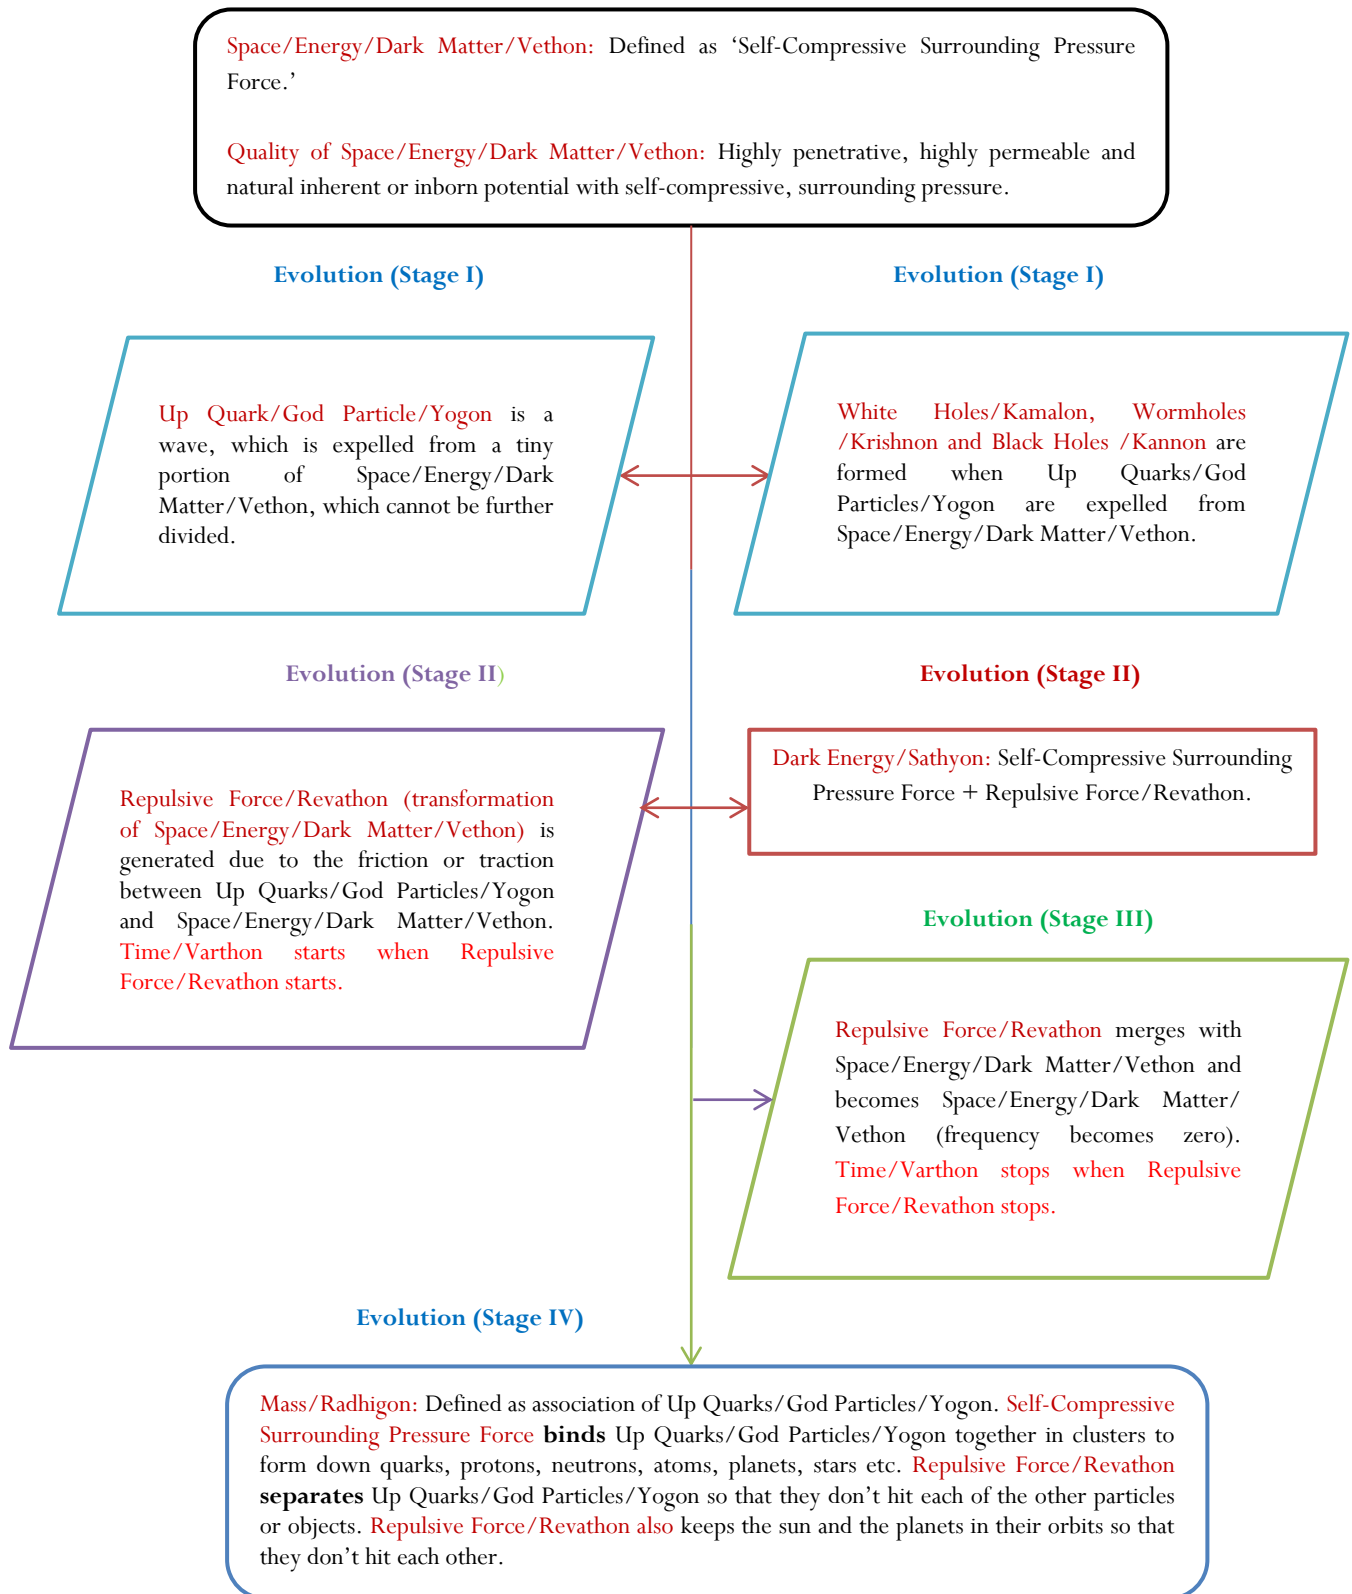 Space/Energy/Dark Matter/Vethon: Defined as ‘Self-Compressive Surrounding Pressure
Force.’
Quality of Space/Energy/Dark Matter/Vethon: Highly penetrative, highly permeable and
natural inherent or inborn potential with self-compressive, surrounding pressure.
Evolution (Stage I)
Evolution (Stage I)
Up Quark/God Particle/Yogon is a
wave, which is expelled from a tiny
portion of Space/Energy/Dark
Matter/Vethon, which cannot be further
divided.
White Holes/Kamalon, Wormholes
/Krishnon and Black Holes /Kannon are
formed when Up Quarks/God
Particles/Yogon are expelled from
Space/Energy/Dark Matter/Vethon.
Evolution (Stage II)
Evolution (Stage II)
Repulsive Force/Revathon (transformation
of Space/Energy/Dark Matter/Vethon) is
generated due to the friction or traction
between Up Quarks/God Particles/Yogon
and Space/Energy/Dark Matter/Vethon.
Time/Varthon starts when Repulsive
Force/Revathon starts.
Dark Energy/Sathyon: Self-Compressive Surrounding
Pressure Force + Repulsive Force/Revathon.
Evolution (Stage III)
Repulsive Force/Revathon merges with
Space/Energy/Dark Matter/Vethon and
becomes Space/Energy/Dark Matter/
Vethon (frequency becomes zero).
Time/Varthon stops when Repulsive
Force/Revathon stops.
Evolution (Stage IV)
Mass/Radhigon: Defined as association of Up Quarks/God Particles/Yogon. Self-Compressive
Surrounding Pressure Force binds Up Quarks/God Particles/Yogon together in clusters to
form down quarks, protons, neutrons, atoms, planets, stars etc. Repulsive Force/Revathon
separates Up Quarks/God Particles/Yogon so that they don’t hit each of the other particles
or objects. Repulsive Force/Revathon also keeps the sun and the planets in their orbits so that
they don’t hit each other.